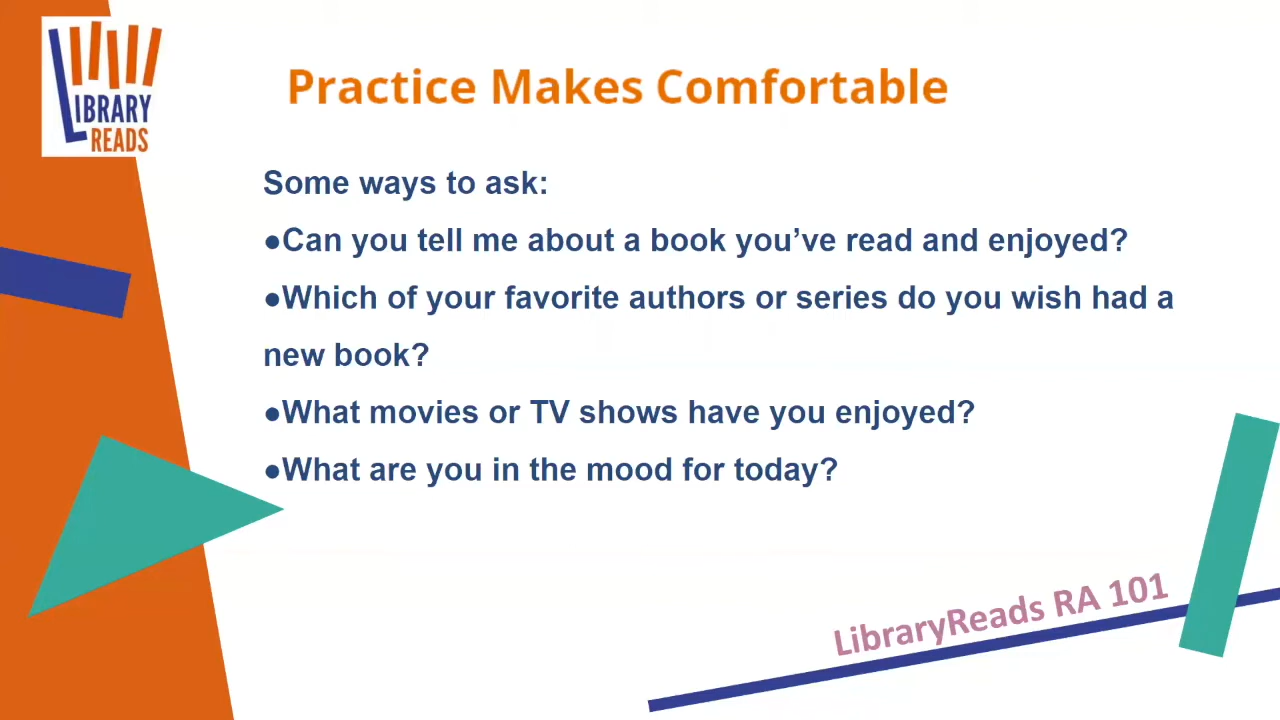 LIBRARY
READS
Practice Makes Comfortable
Some ways to ask:
●Can you tell me about a book you’ve read and enjoyed?
●Which of your favorite authors or series do you wish had a
new book?
●What movies or TV shows have you enjoyed?
●What are you in the mood for today?
LibraryReads RA 101